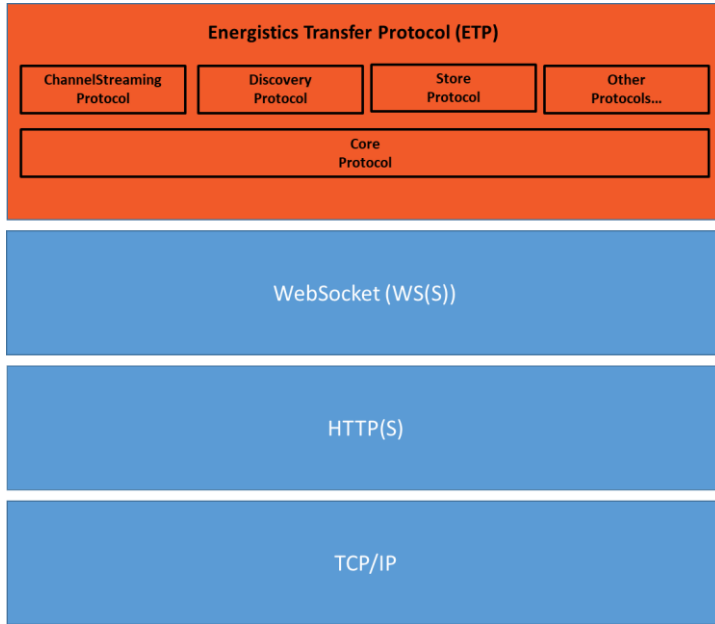 Energistics Transfer Protocol (ETP)
ChannelStreaming
Protocol
Discovery
Protocol
Store
Protocol
Other
Protocols...
Core
Protocol
WebSocket (WS(S))
HTTP(S)
TCP/IP